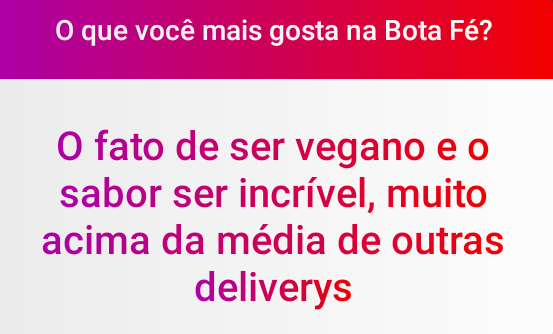 O que você mais gosta na Bota Fé?
O fato de ser vegano e o
sabor ser incrível, muito
acima da média de outras
deliverys